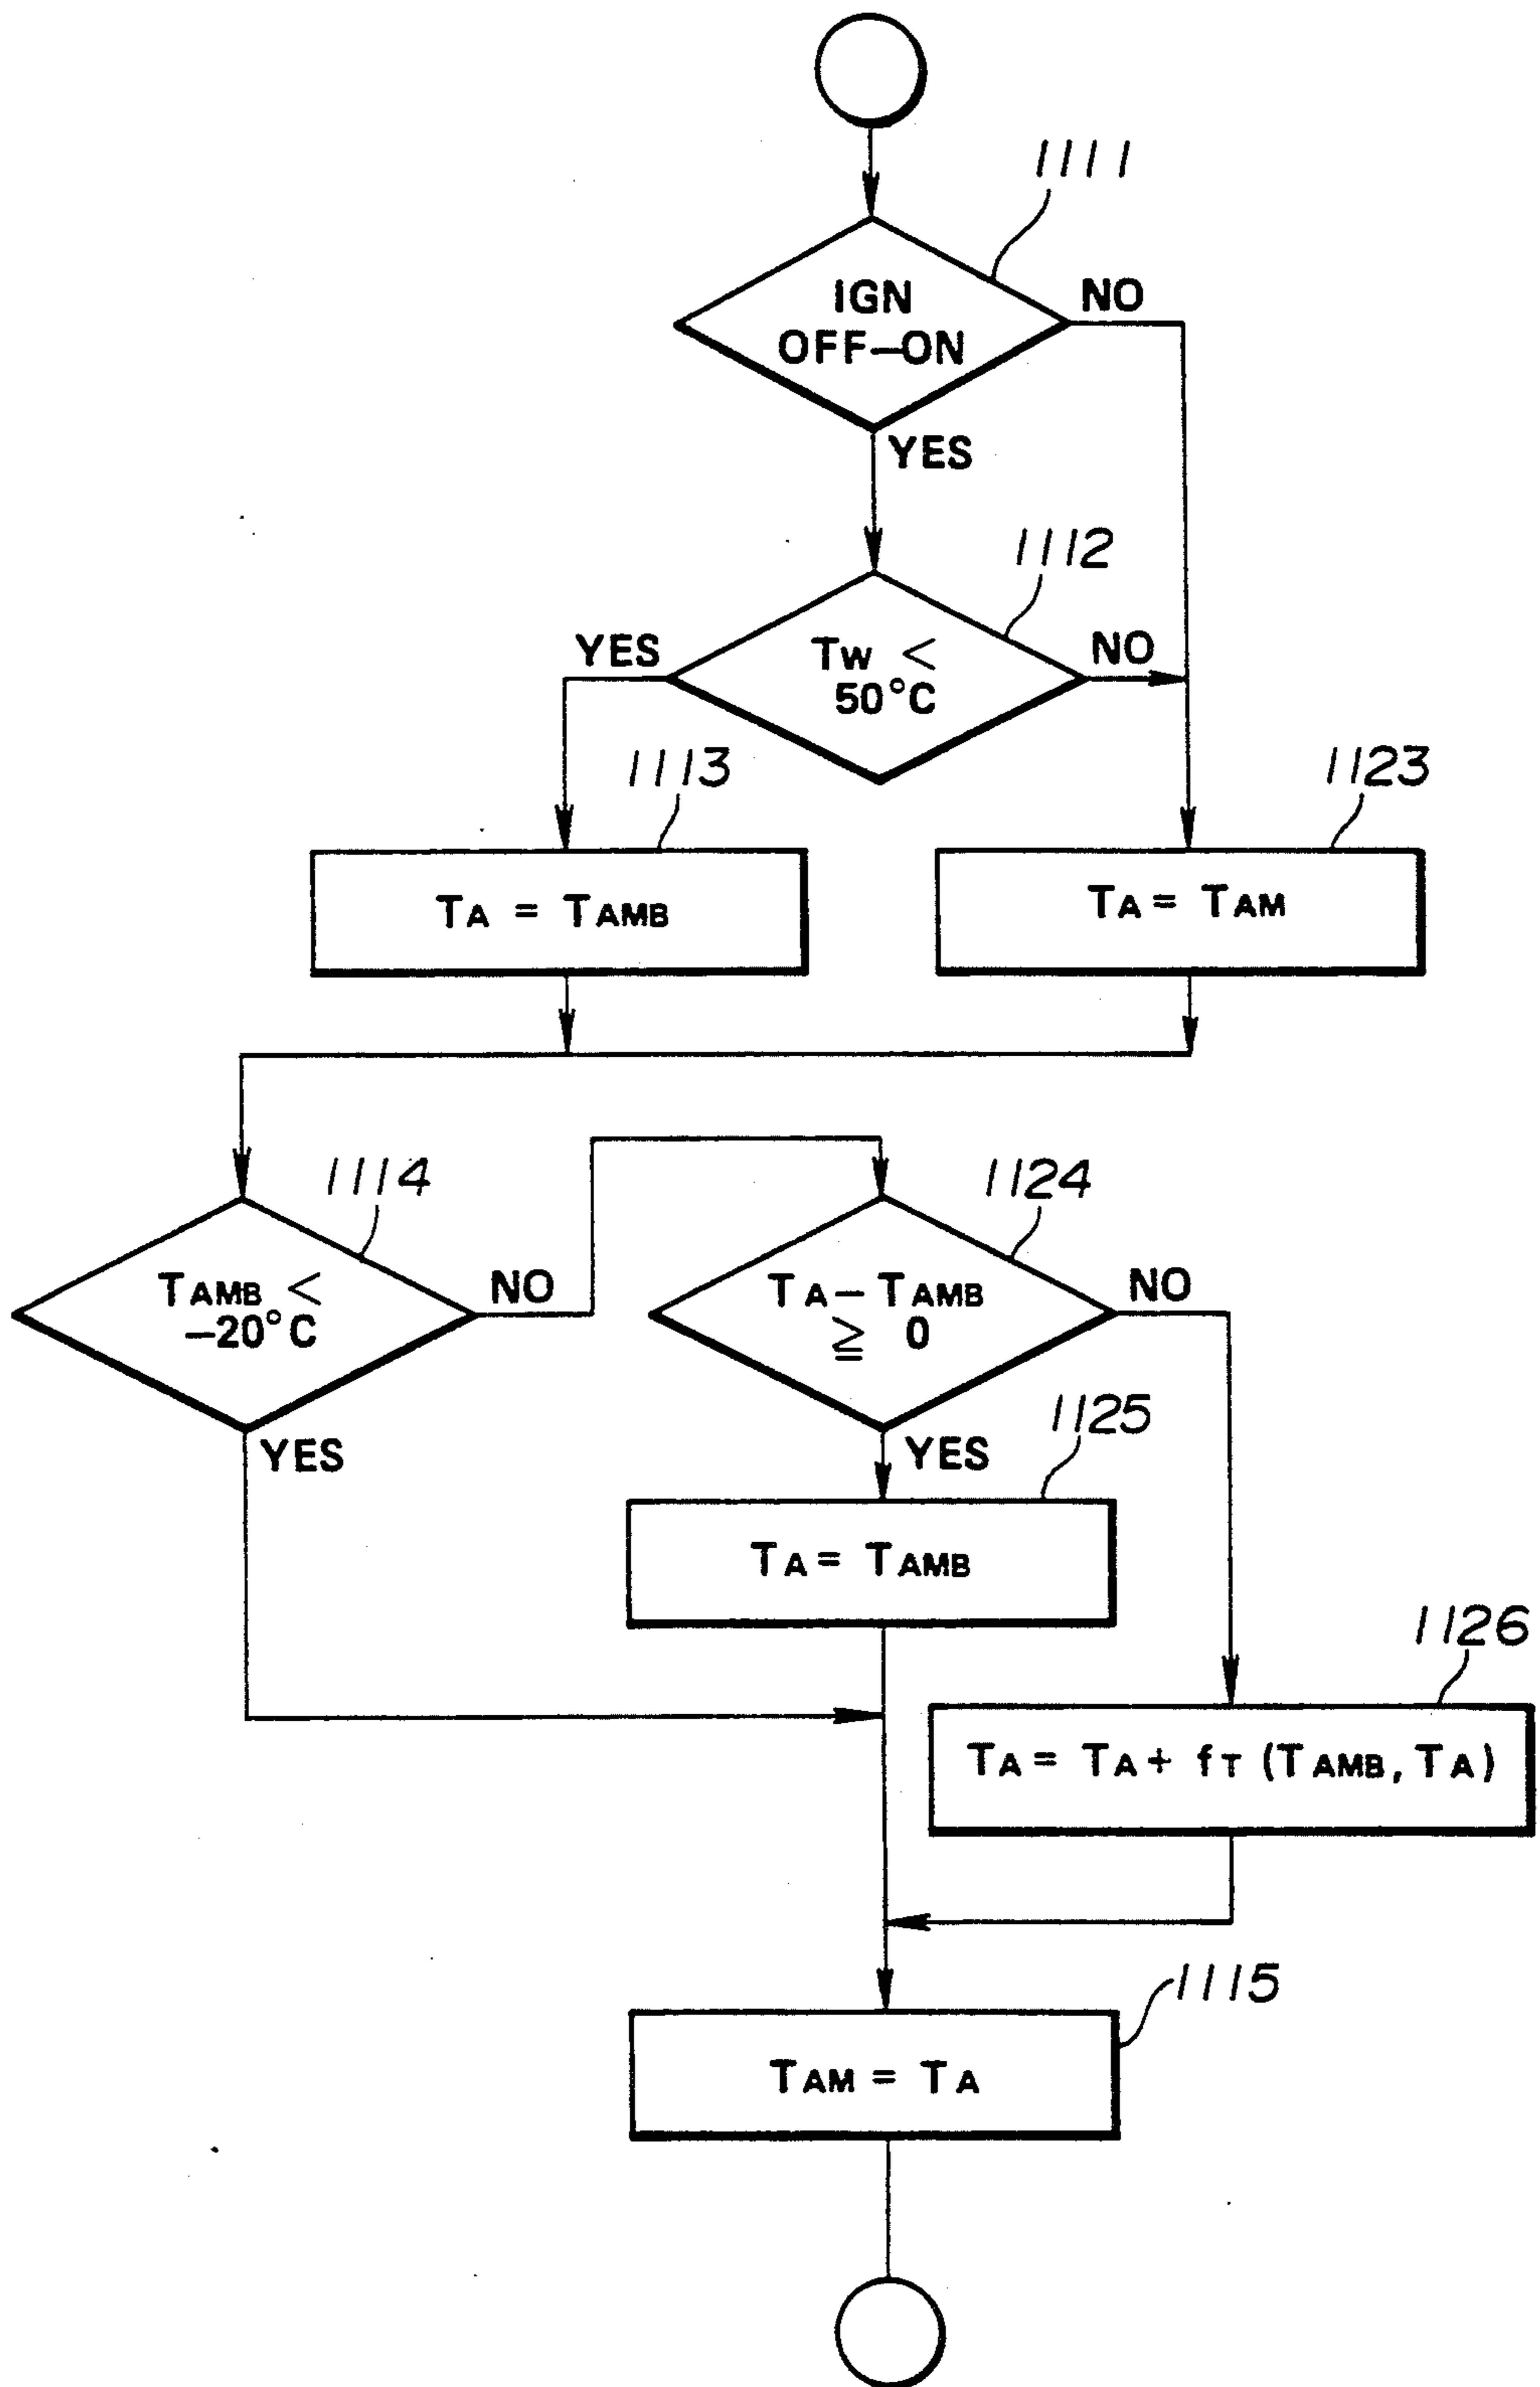 1111
IGN
OFF—ON
NO
YES
1112
YES
TW <
50°C
NO
1113
1123
TA = TAMB
TA = TAM
1114
1124
TAMB <
−20°C
NO
TA − TAMB
≧ 0
NO
YES
1125
YES
TA = TAMB
1126
TA = TA + fT (TAMB, TA)
1115
TAM = TA